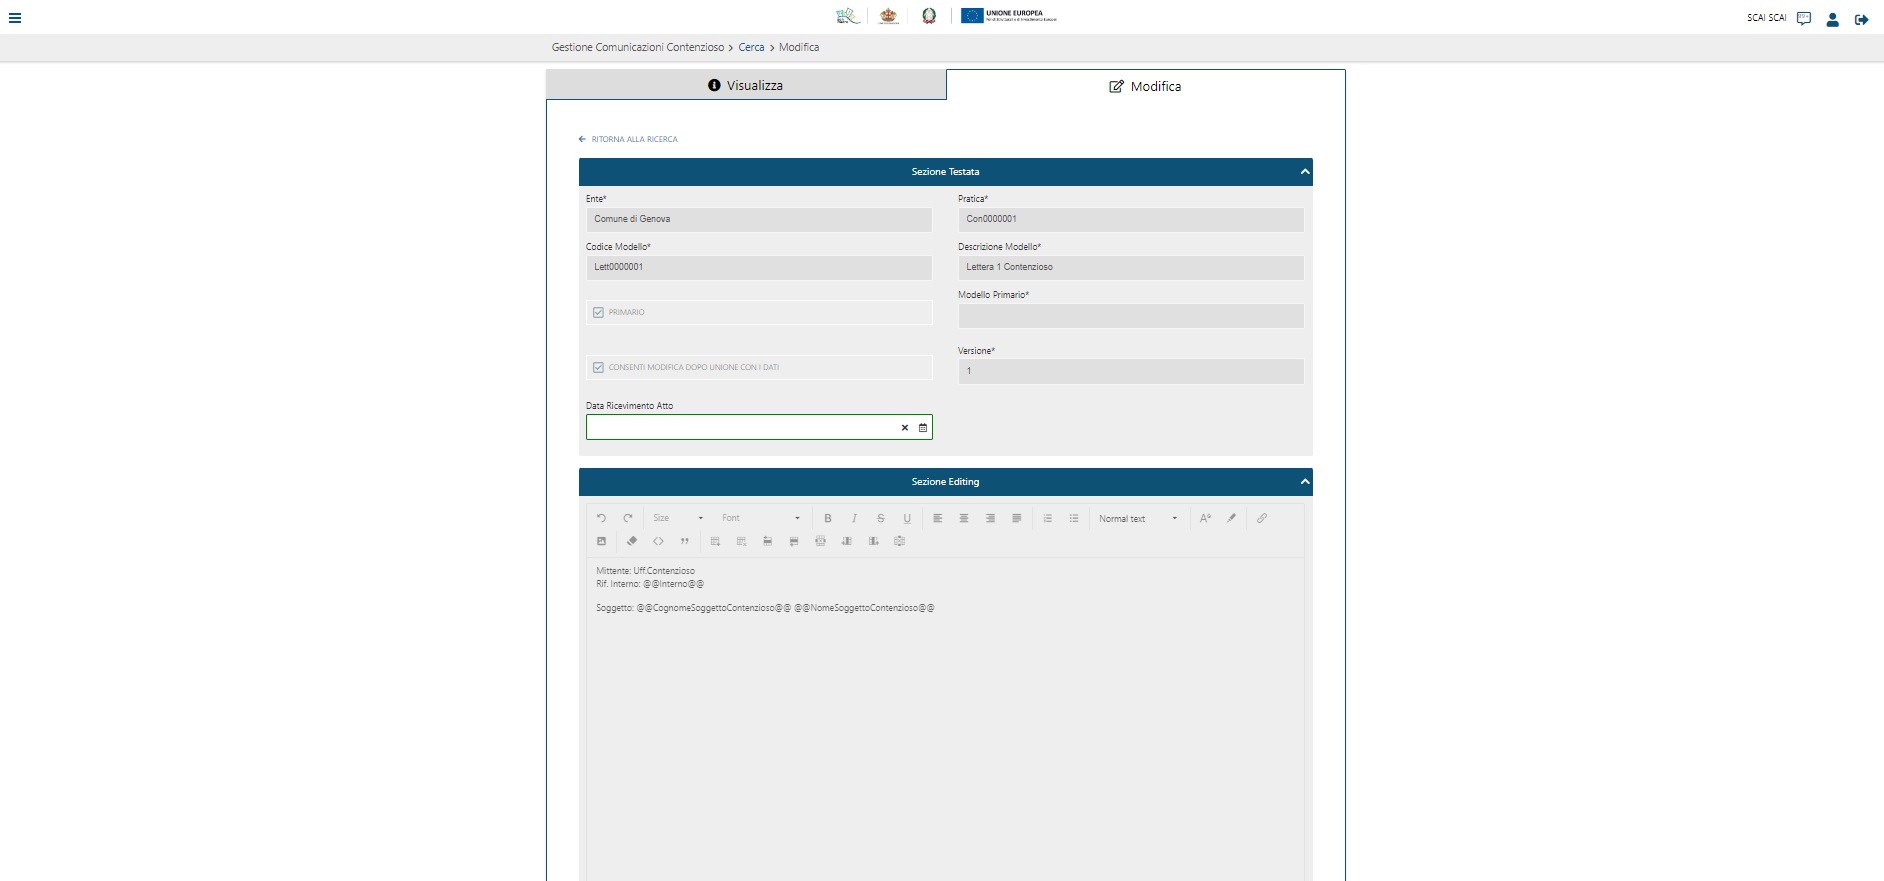 UNIONE EUROPEA
SCAI SCAI
Gestione Comunicazioni Contenzioso > Cerca > Modifica
Visualizza
Modifica
RITORNA ALLA RICERCA
Sezione Testata
Ente*
Pratica*
Comune di Genova
Con0000001
Codice Modello*
Descrizione Modello*
Lett0000001
Lettera 1 Contenzioso
Modello Primario*
PRIMARIO
Versione*
CONSENTI MODIFICA DOPO UNIONE CON I DATI
1
Data Ricevimento Atto
Sezione Editing
Size
Font
Normal text
Mittente: Uff.Contenzioso
Rif. Interno: @@Interno@@
Soggetto: @@CognomeSoggettoContenzioso@@ @@NomeSoggettoContenzioso@@